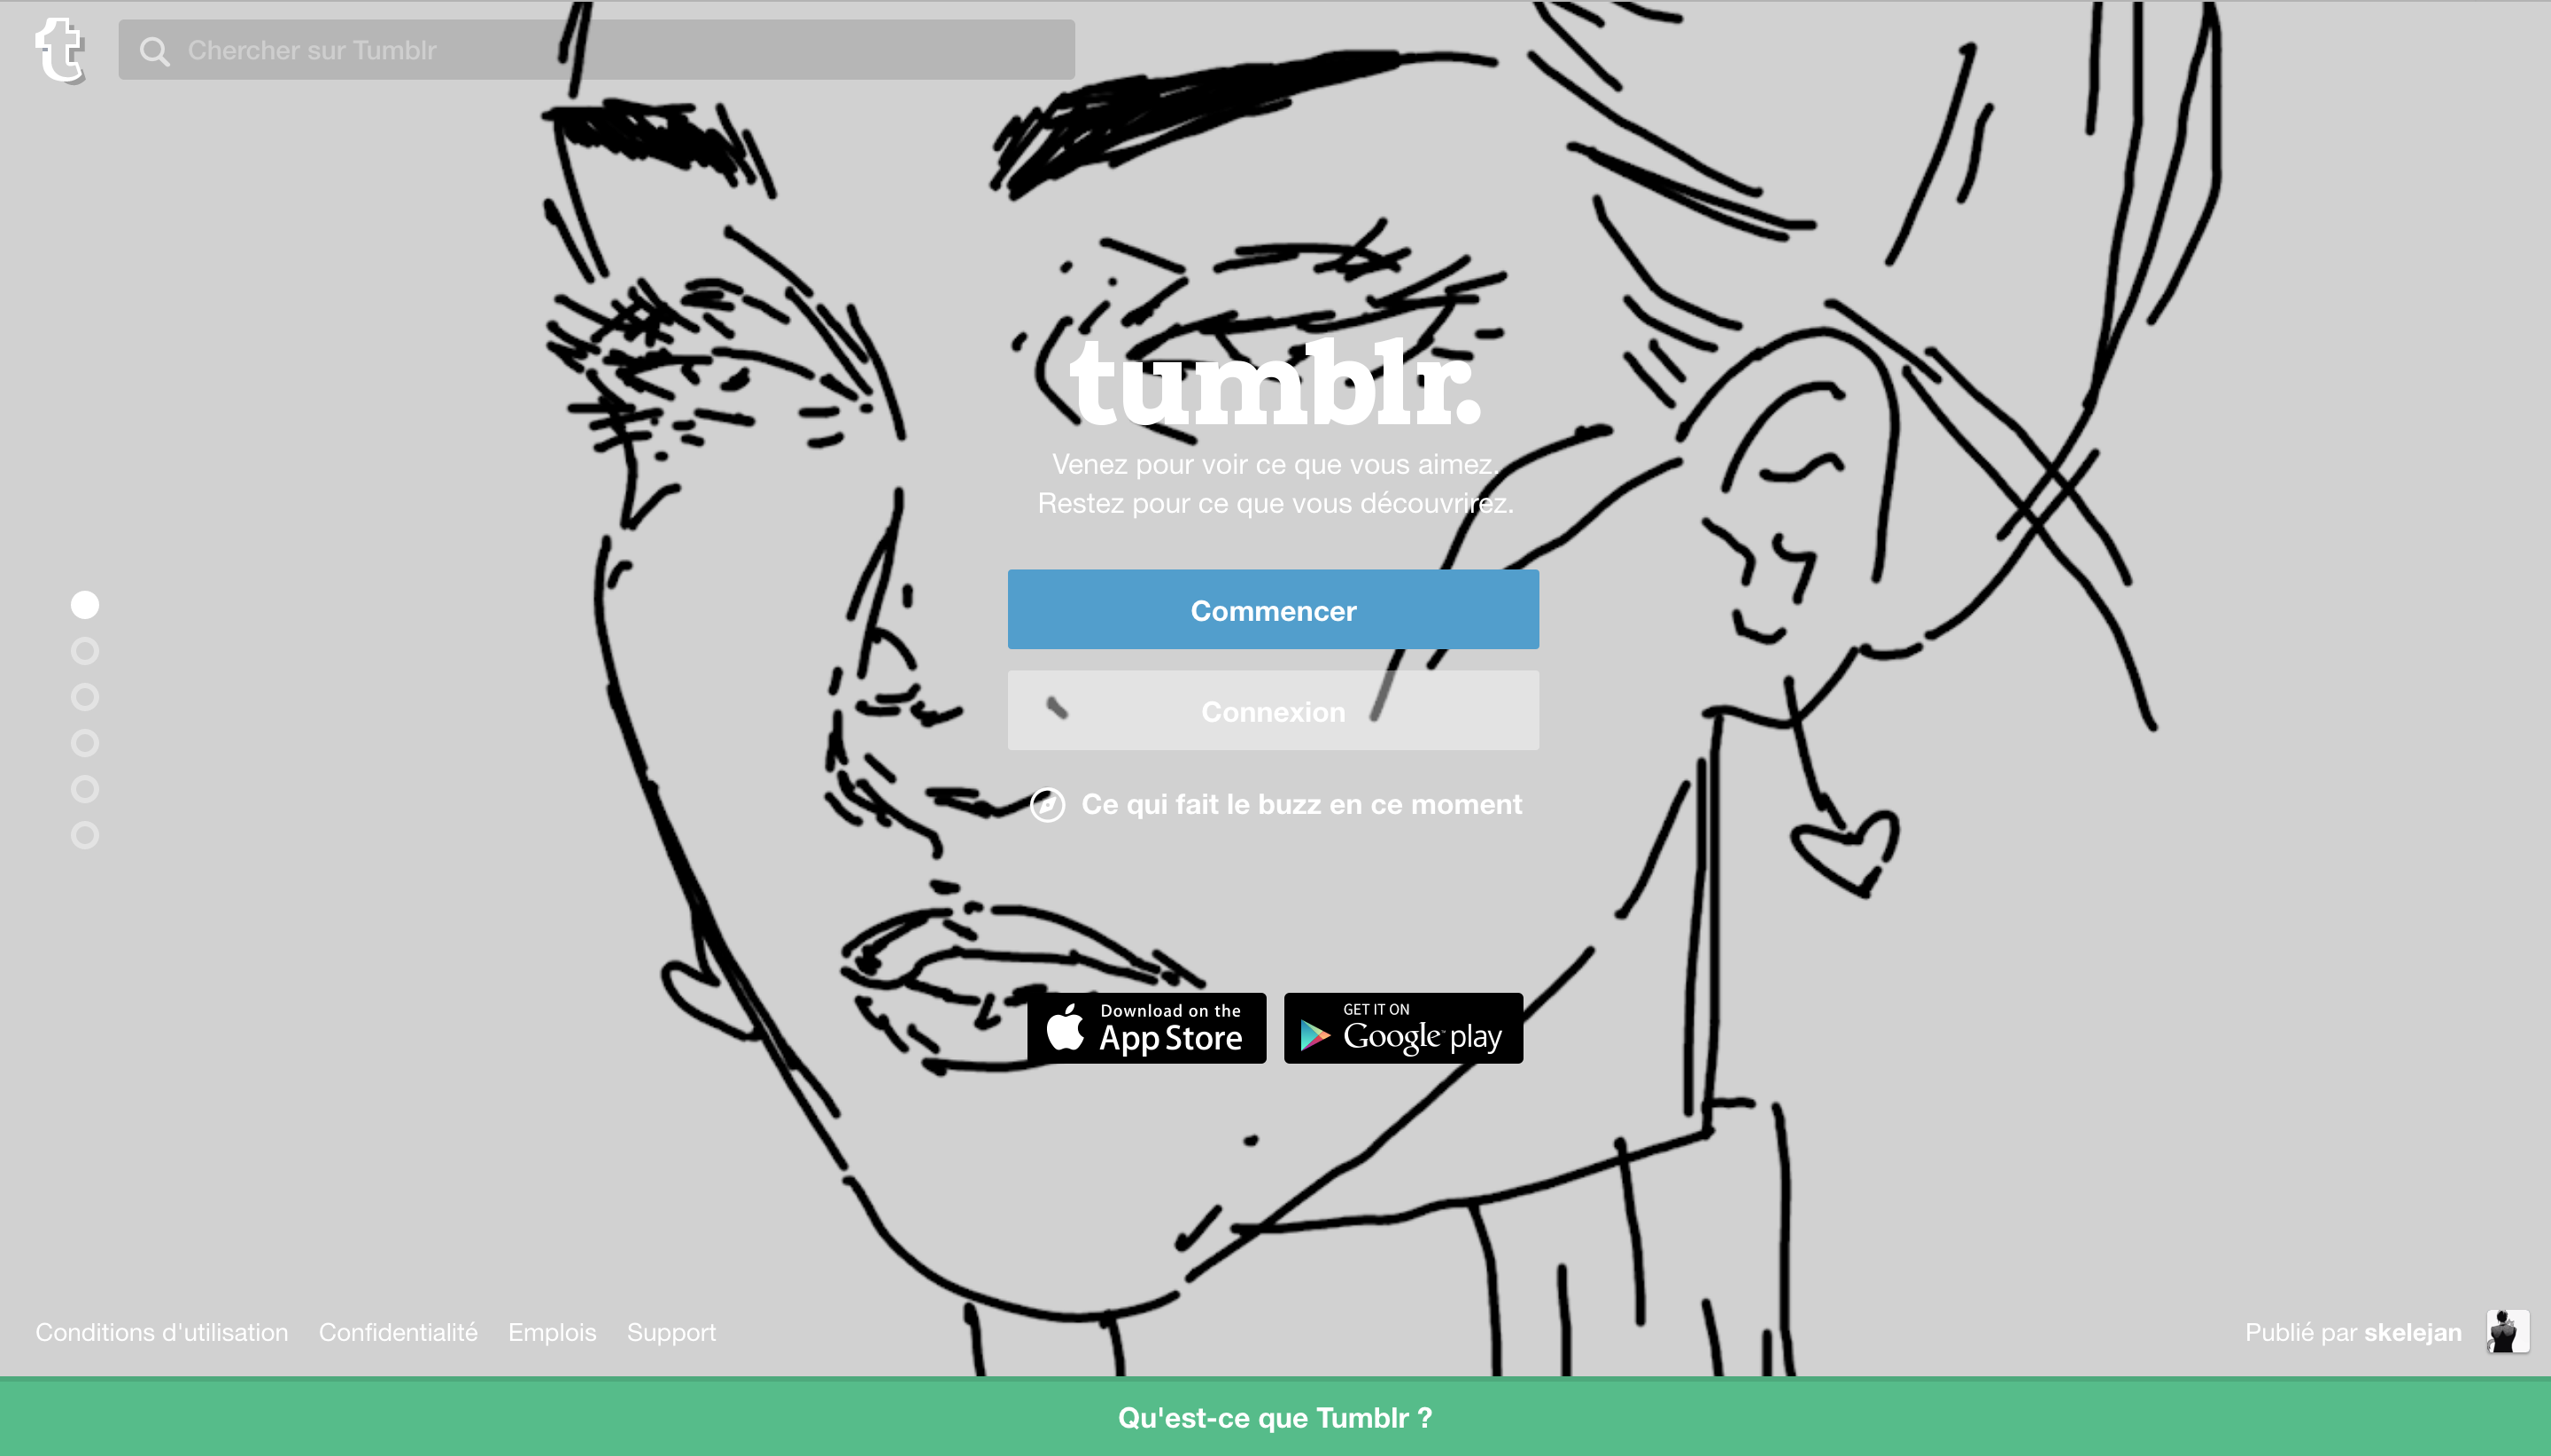 t
Chercher sur Tumblr
tumblr.
Venez pour voir ce que vous aimez.
Restez pour ce que vous découvrirez.
Commencer
Connexion
Ce qui fait le buzz en ce moment
Download on the
App Store
GET IT ON
Google play
Conditions d'utilisation Confidentialité Emplois Support
Publié par skelejan
Qu'est-ce que Tumblr ?